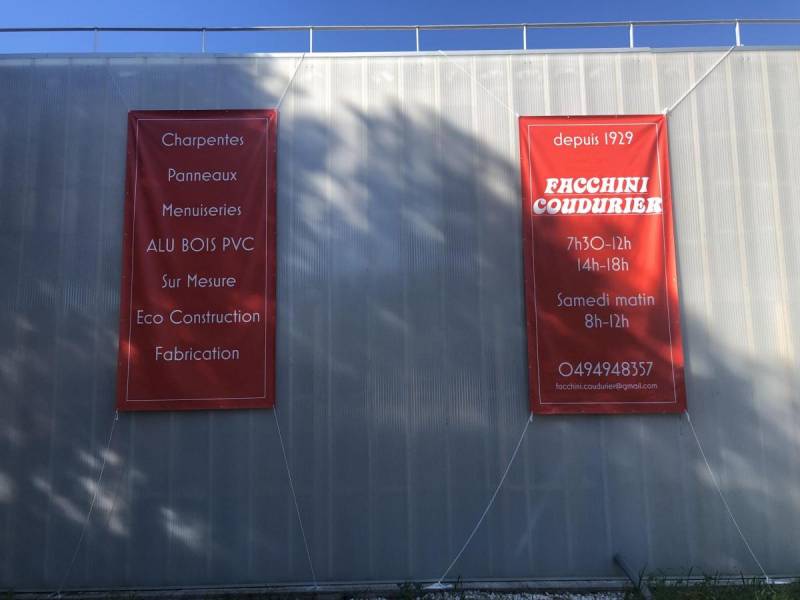 Charpentes
Panneaux
Menuiseries
ALU BOIS PVC
Sur Mesure
Eco Construction
Fabrication
depuis 1929
FACCHINI
COUDURIER
7h30-12h
14h-18h
Samedi matin
8h-12h
0494948357
facchini.coudurier@gmail.com